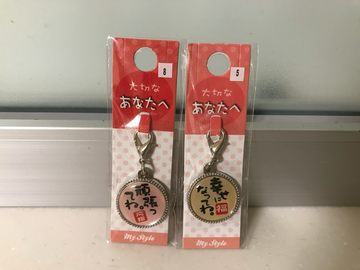 8
大切な
あなたへ
頑張っ
てね。
My Style
5
大切な
あなたへ
幸せに
なってね。
福
My Style